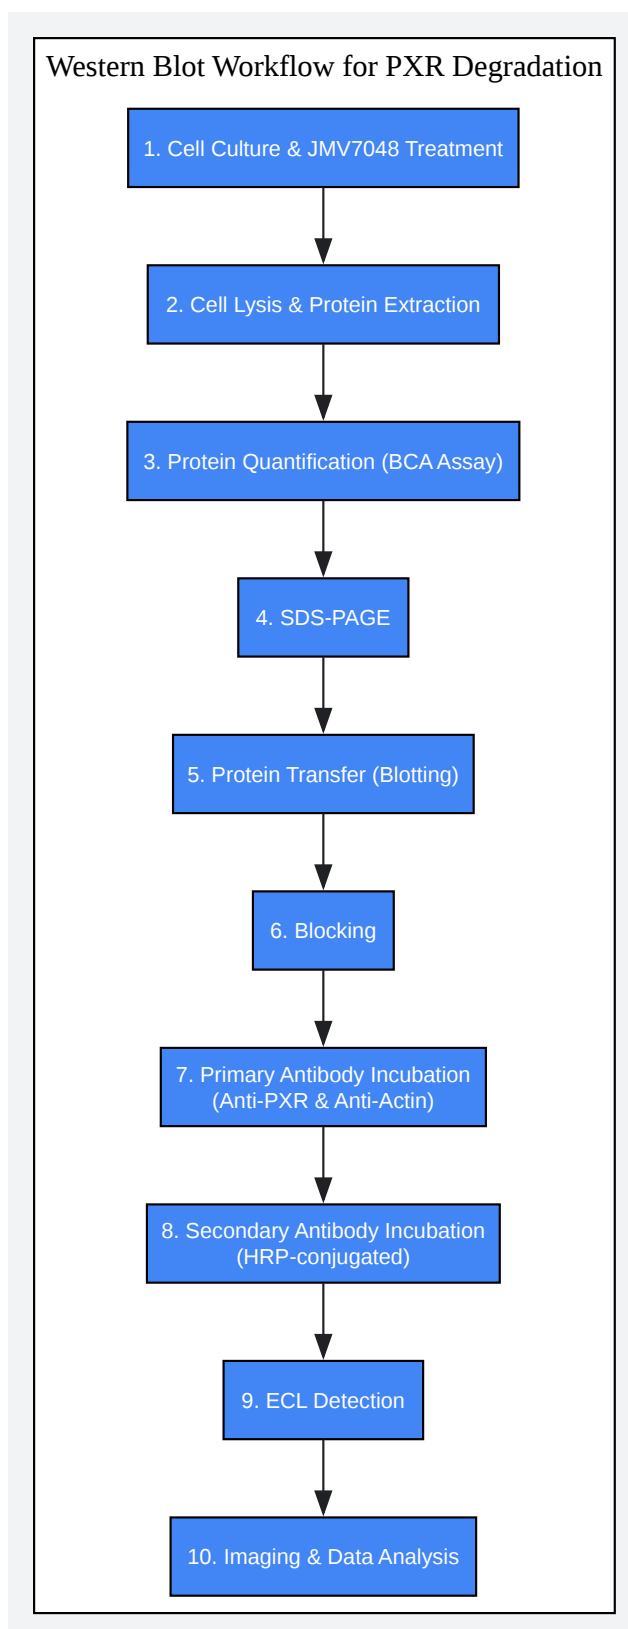 Western Blot Workflow for PXR Degradation
1. Cell Culture & JMV7048 Treatment
2. Cell Lysis & Protein Extraction
3. Protein Quantification (BCA Assay)
4. SDS-PAGE
5. Protein Transfer (Blotting)
6. Blocking
7. Primary Antibody Incubation
(Anti-PXR & Anti-Actin)
8. Secondary Antibody Incubation
(HRP-conjugated)
9. ECL Detection
10. Imaging & Data Analysis